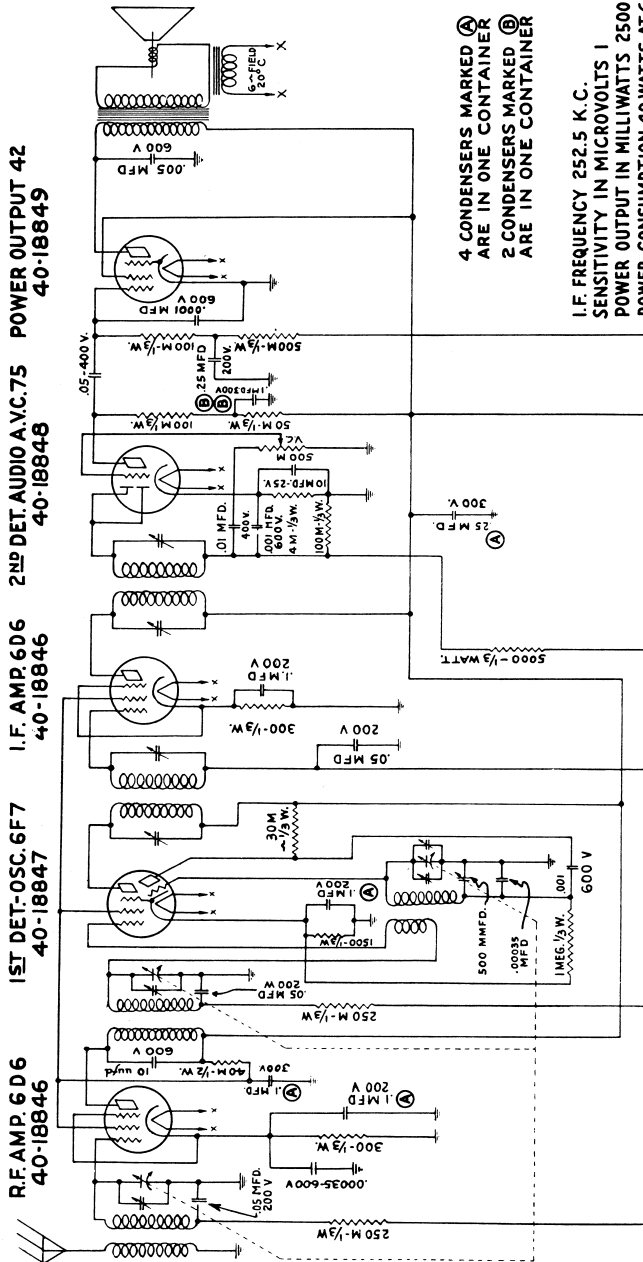 R.F. AMP. 6D6
40-18846
1ST DET.-OSC. 6F7
40-18847
I.F. AMP. 6D6
40-18846
2ND DET. AUDIO A.V.C. 75
40-18848
POWER OUTPUT 42
40-18849
.05 MFD.
200 V
250 M-1/3 W
.00035-600 V
300-1/3 W.
.1 MFD
200 V
A
.1 MFD.
300V
A
40M-1/2 W.
10 uufd
600 V
.05 MFD
200 W
250 M-1/3 W
1500-1/3 W.
.1 MFD
200 V
A
30M
1/3 W.
500 MMFD.
.00035
MFD
1 MEG. 1/3 W.
.001
600 V
.05 MFD
200 V
300-1/3 W.
.1 MFD
200 V
5000-1/3 WATT.
.01 MFD.
400 V.
.001 MFD.
600 V.
4 M-1/3 W.
100M-1/3 W.
10 MFD-25 V.
500 M
V.C.
50 M-1/3 W.
100M 1/3 W.
B
B
.1 MFD 300V
.25 MFD
200V.
.05-400 V.
100 M-1/3 W.
500M-1/3 W.
.0001 MFD
600 V
.005 MFD
600 V
.25 MFD.
300 V.
A
6~FIELD
20°C
X
X
x
x
x
x
x
x
x
x
x
x
4 CONDENSERS MARKED A
ARE IN ONE CONTAINER
2 CONDENSERS MARKED B
ARE IN ONE CONTAINER
I.F. FREQUENCY 252.5 K.C.
SENSITIVITY IN MICROVOLTS 1
POWER OUTPUT IN MILLIWATTS 2500